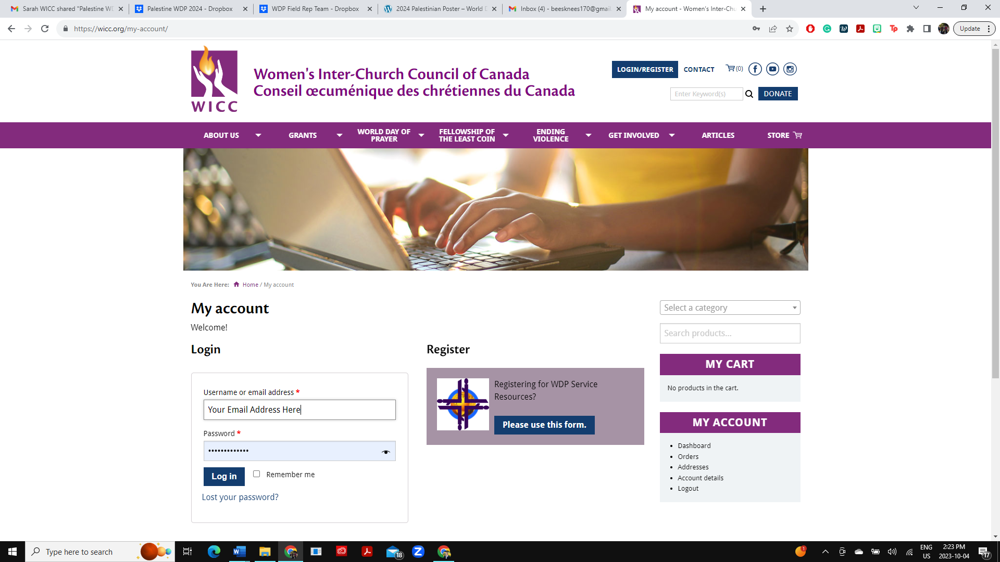 Sarah WICC shared "Palestine WD
Palestine WDP 2024 - Dropbox
WDP Field Rep Team - Dropbox
2024 Palestinian Poster – World D
Inbox (4) - beesknees170@gmail
My account - Women's Inter-Chu
https://wicc.org/my-account/
Update
WICC
Women's Inter-Church Council of Canada
Conseil œcuménique des chrétiennes du Canada
LOGIN/REGISTER
CONTACT
(0)
Enter Keyword(s)
DONATE
ABOUT US
GRANTS
WORLD DAY OF
PRAYER
FELLOWSHIP OF
THE LEAST COIN
ENDING
VIOLENCE
GET INVOLVED
ARTICLES
STORE
You Are Here: Home / My account
My account
Welcome!
Login
Username or email address *
Your Email Address Here
Password *
Log in
Remember me
Lost your password?
Register
Registering for WDP Service
Resources?
Please use this form.
Select a category
Search products...
MY CART
No products in the cart.
MY ACCOUNT
• Dashboard
• Orders
• Addresses
• Account details
• Logout
Type here to search
18
1
ENG
US
2:23 PM
2023-10-04
17